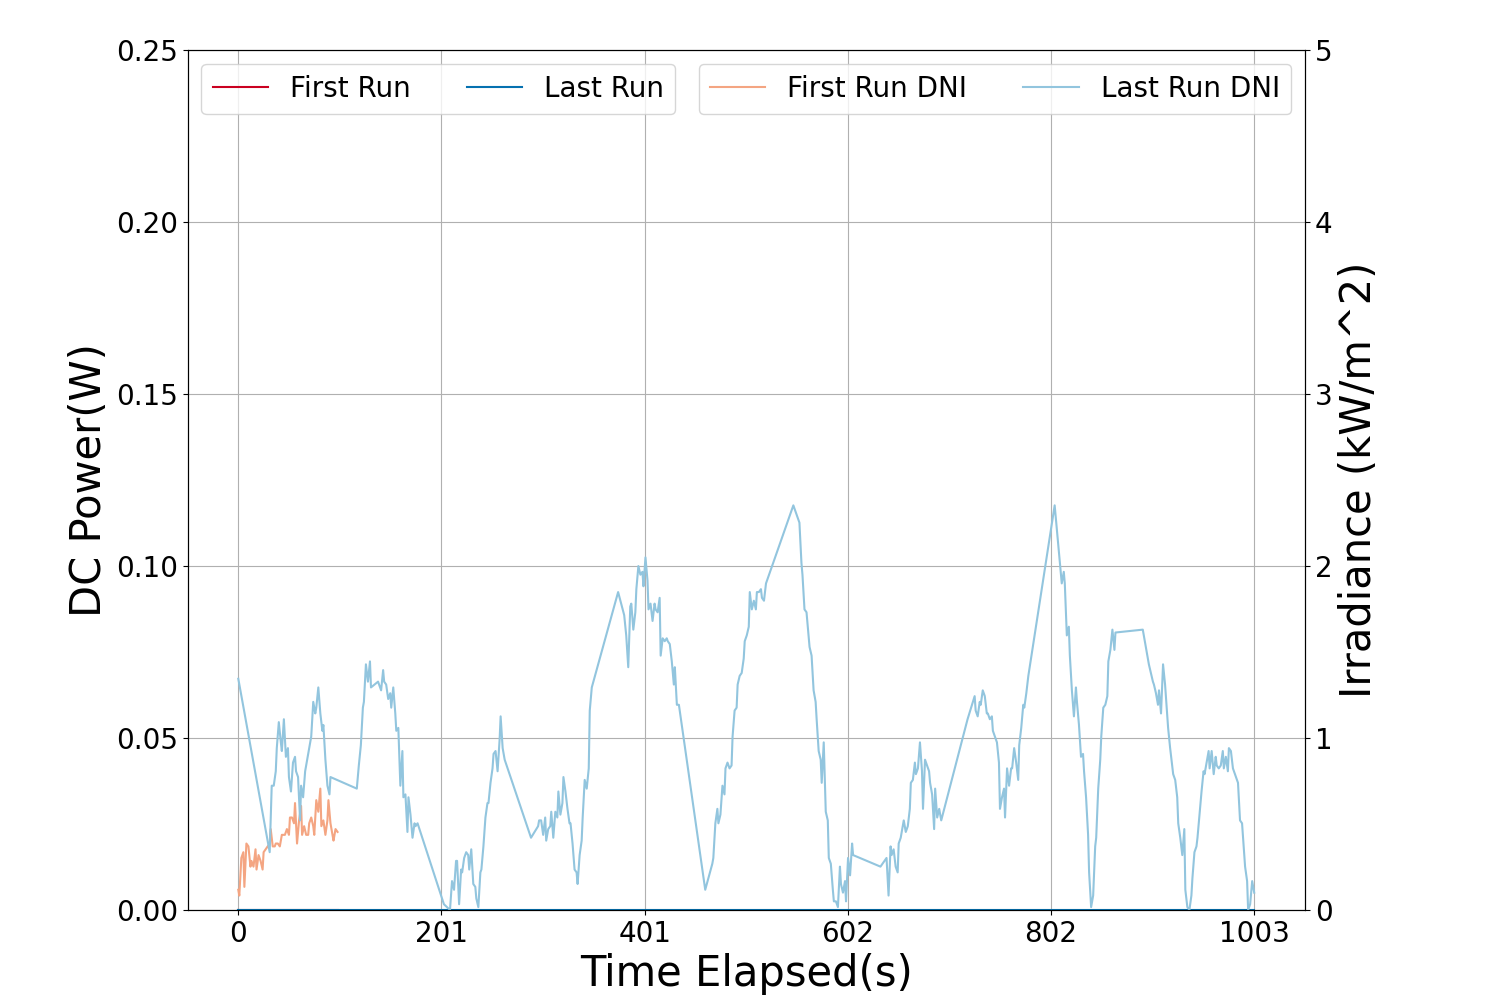 First Run
Last Run
First Run DNI
Last Run DNI
DC Power(W)
0.25
0.20
0.15
0.10
0.05
0.00
5
4
3
2
1
0
Irradiance (kW/m^2)
0
201
401
602
802
1003
Time Elapsed(s)